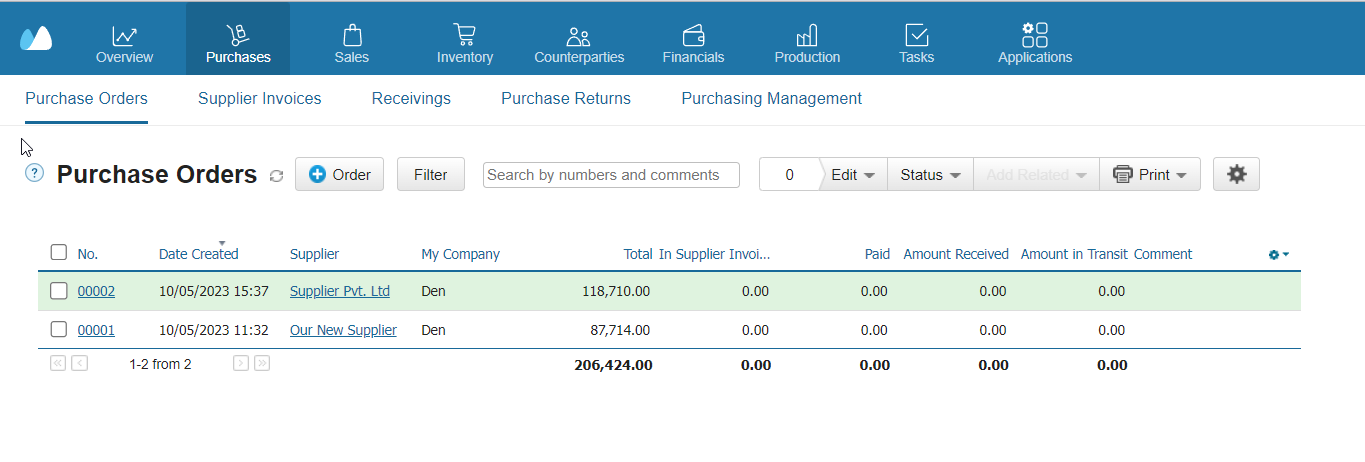 Overview Purchases Sales Inventory Counterparties Financials Production Tasks Applications
Purchase Orders Supplier Invoices Receivings Purchase Returns Purchasing Management
? Purchase Orders Order Filter Search by numbers and comments 0 Edit Status Add Related Print
No. Date Created Supplier My Company Total In Supplier Invoi... Paid Amount Received Amount in Transit Comment
00002 10/05/2023 15:37 Supplier Pvt. Ltd Den 118,710.00 0.00 0.00 0.00 0.00
00001 10/05/2023 11:32 Our New Supplier Den 87,714.00 0.00 0.00 0.00 0.00
1-2 from 2 206,424.00 0.00 0.00 0.00 0.00